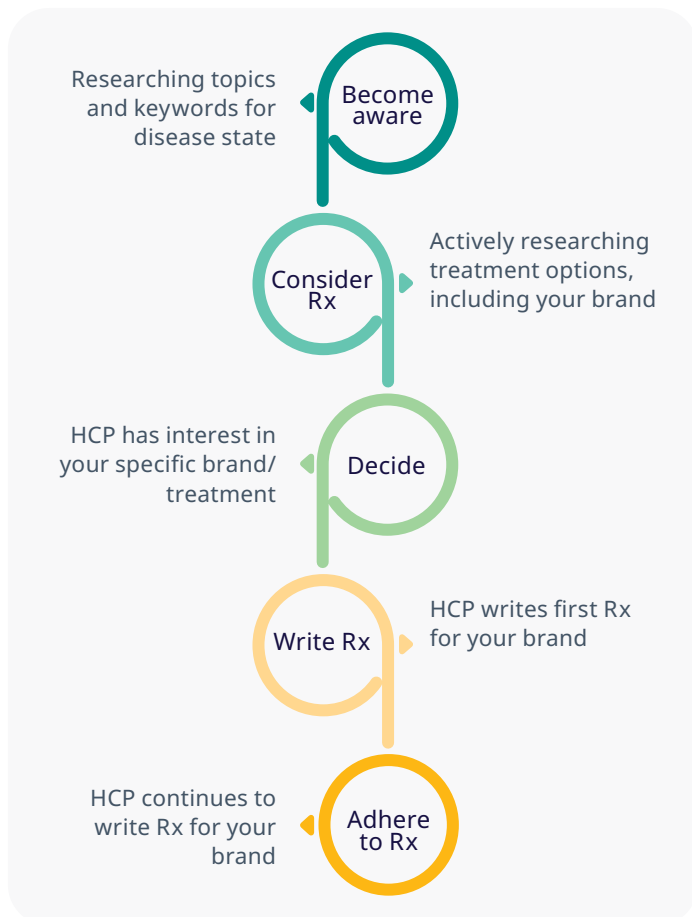 Researching topics
and keywords for
disease state
Become
aware
Consider
Rx
Actively researching
treatment options,
including your brand
HCP has interest in
your specific brand/
treatment
Decide
Write Rx
HCP writes first Rx
for your brand
HCP continues to
write Rx for your
brand
Adhere
to Rx